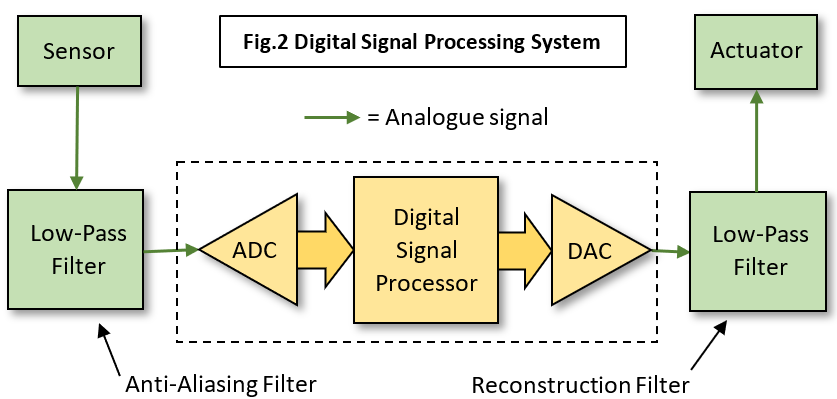 Sensor
Fig.2 Digital Signal Processing System
Actuator
= Analogue signal
Low-Pass
Filter
ADC
Digital
Signal
Processor
DAC
Low-Pass
Filter
Anti-Aliasing Filter
Reconstruction Filter